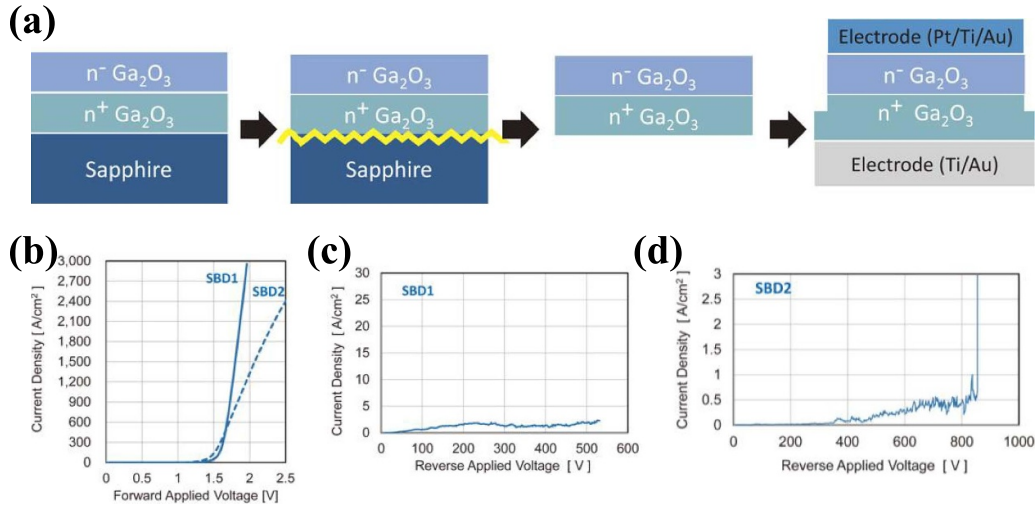 (a)
n⁻ Ga₂O₃
n⁺ Ga₂O₃
Sapphire
n⁻ Ga₂O₃
n⁺ Ga₂O₃
Sapphire
n⁻ Ga₂O₃
n⁺ Ga₂O₃
Electrode (Pt/Ti/Au)
n⁻ Ga₂O₃
n⁺ Ga₂O₃
Electrode (Ti/Au)
(b)
Current Density [ A/cm² ]
3,000
2,700
2,400
2,100
1,800
1,500
1,200
900
600
300
0
SBD1
SBD2
0 0.5 1 1.5 2 2.5
Forward Applied Voltage [V]
(c)
Current Density [ A/cm² ]
30
25
20
15
10
5
0
SBD1
0 100 200 300 400 500 600
Reverse Applied Voltage [ V ]
(d)
Current Density [ A/cm² ]
3
2.5
2
1.5
1
0.5
0
SBD2
0 200 400 600 800 1000
Reverse Applied Voltage [ V ]